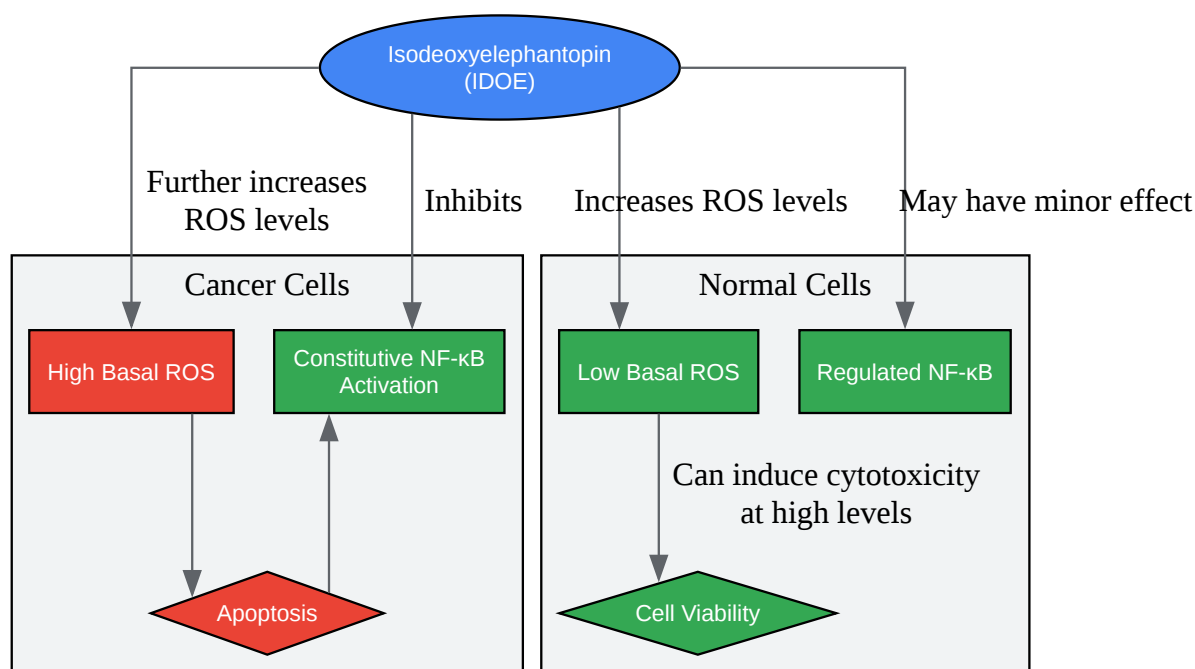 Isodeoxyelephantopin
(IDOE)
Further increases
ROS levels
Inhibits
Increases ROS levels
May have minor effect
Cancer Cells
Normal Cells
High Basal ROS
Constitutive NF-κB
Activation
Low Basal ROS
Regulated NF-κB
Can induce cytotoxicity
at high levels
Apoptosis
Cell Viability